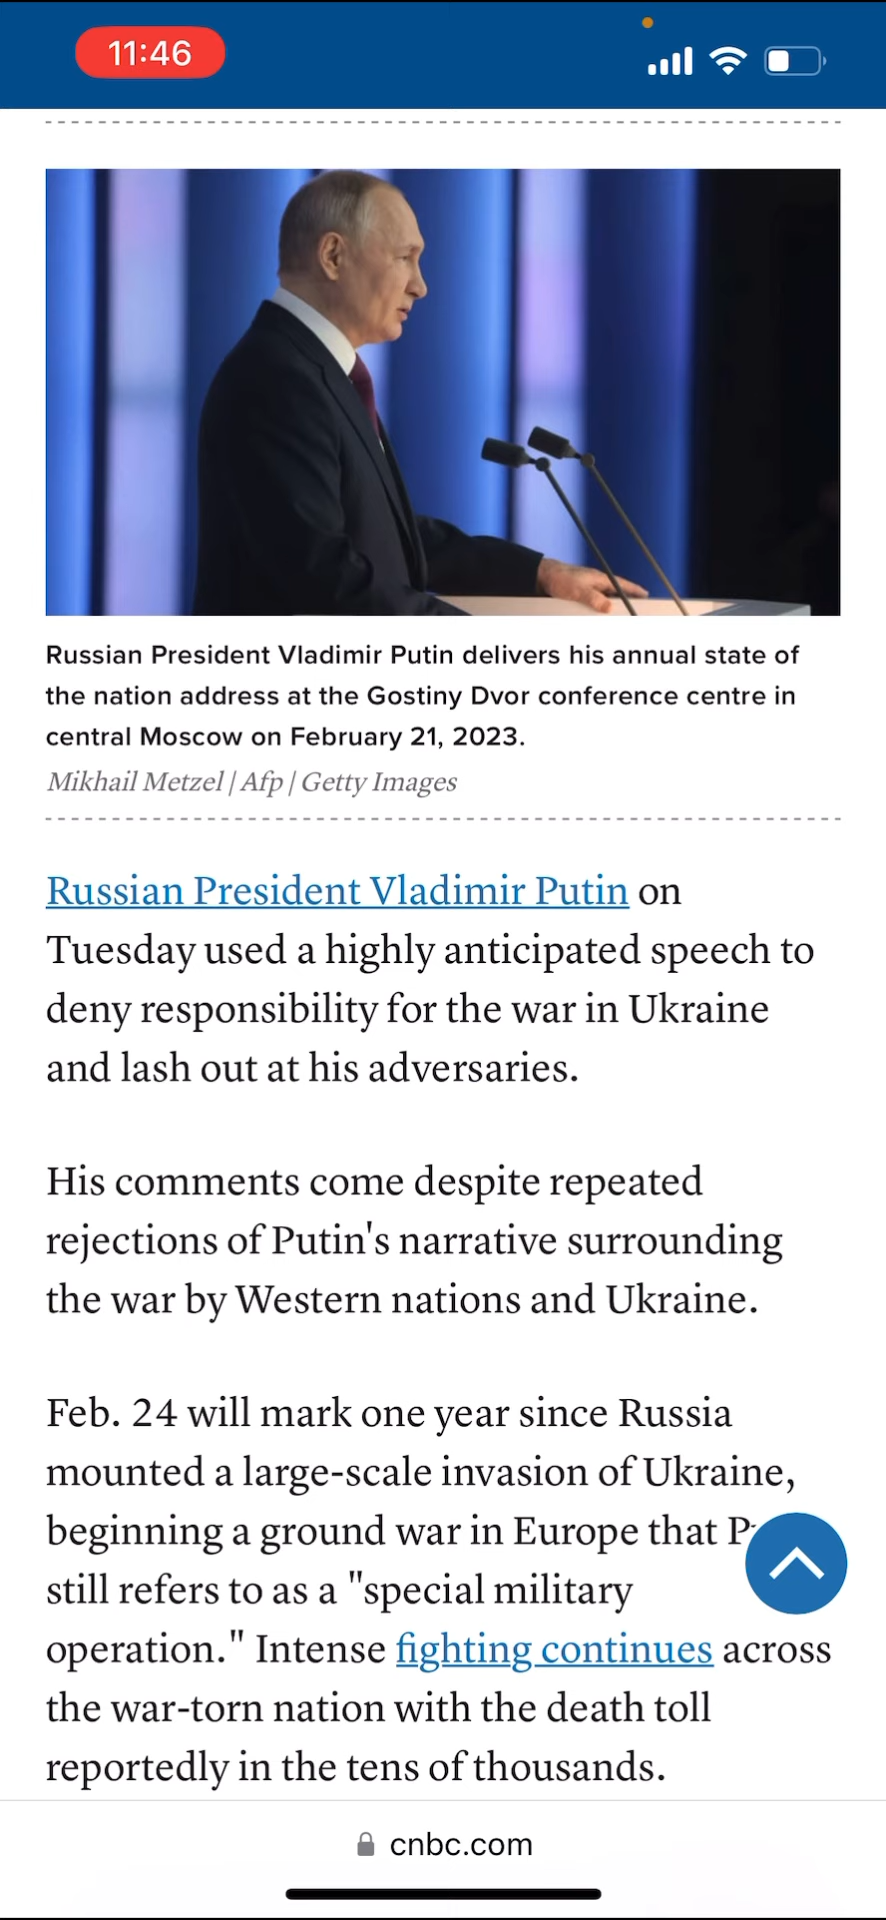 11:46
Russian President Vladimir Putin delivers his annual state of
the nation address at the Gostiny Dvor conference centre in
central Moscow on February 21, 2023.
Mikhail Metzel | Afp | Getty Images
Russian President Vladimir Putin on
Tuesday used a highly anticipated speech to
deny responsibility for the war in Ukraine
and lash out at his adversaries.
His comments come despite repeated
rejections of Putin's narrative surrounding
the war by Western nations and Ukraine.
Feb. 24 will mark one year since Russia
mounted a large-scale invasion of Ukraine,
beginning a ground war in Europe that
still refers to as a "special military
operation." Intense fighting continues across
the war-torn nation with the death toll
reportedly in the tens of thousands.
cnbc.com